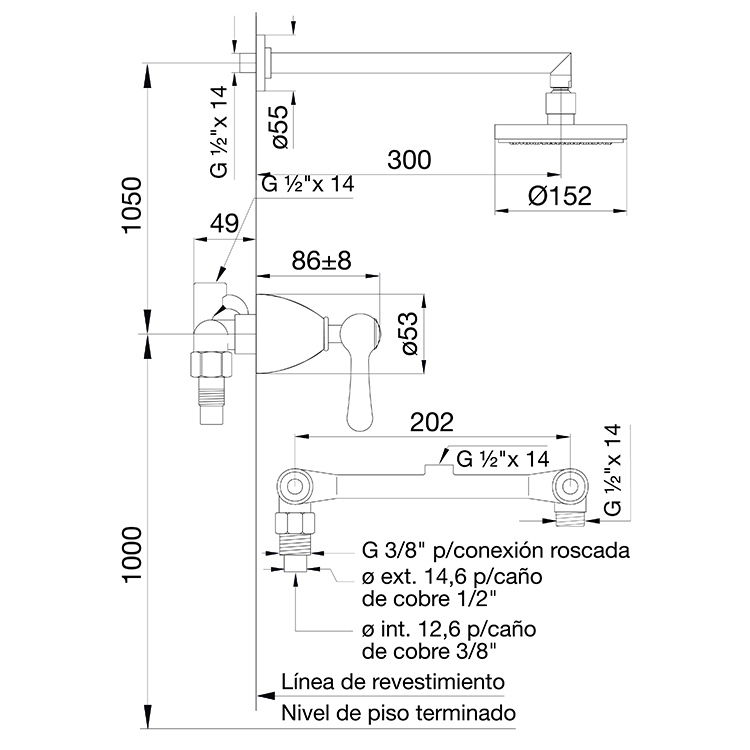 G ½"x 14
ø55
300
Ø152
1050
G ½"x 14
49
86±8
ø53
202
G ½"x 14
G ½"x 14
1000
G 3/8" p/conexión roscada
ø ext. 14,6 p/caño
de cobre 1/2"
ø int. 12,6 p/caño
de cobre 3/8"
Línea de revestimiento
Nivel de piso terminado